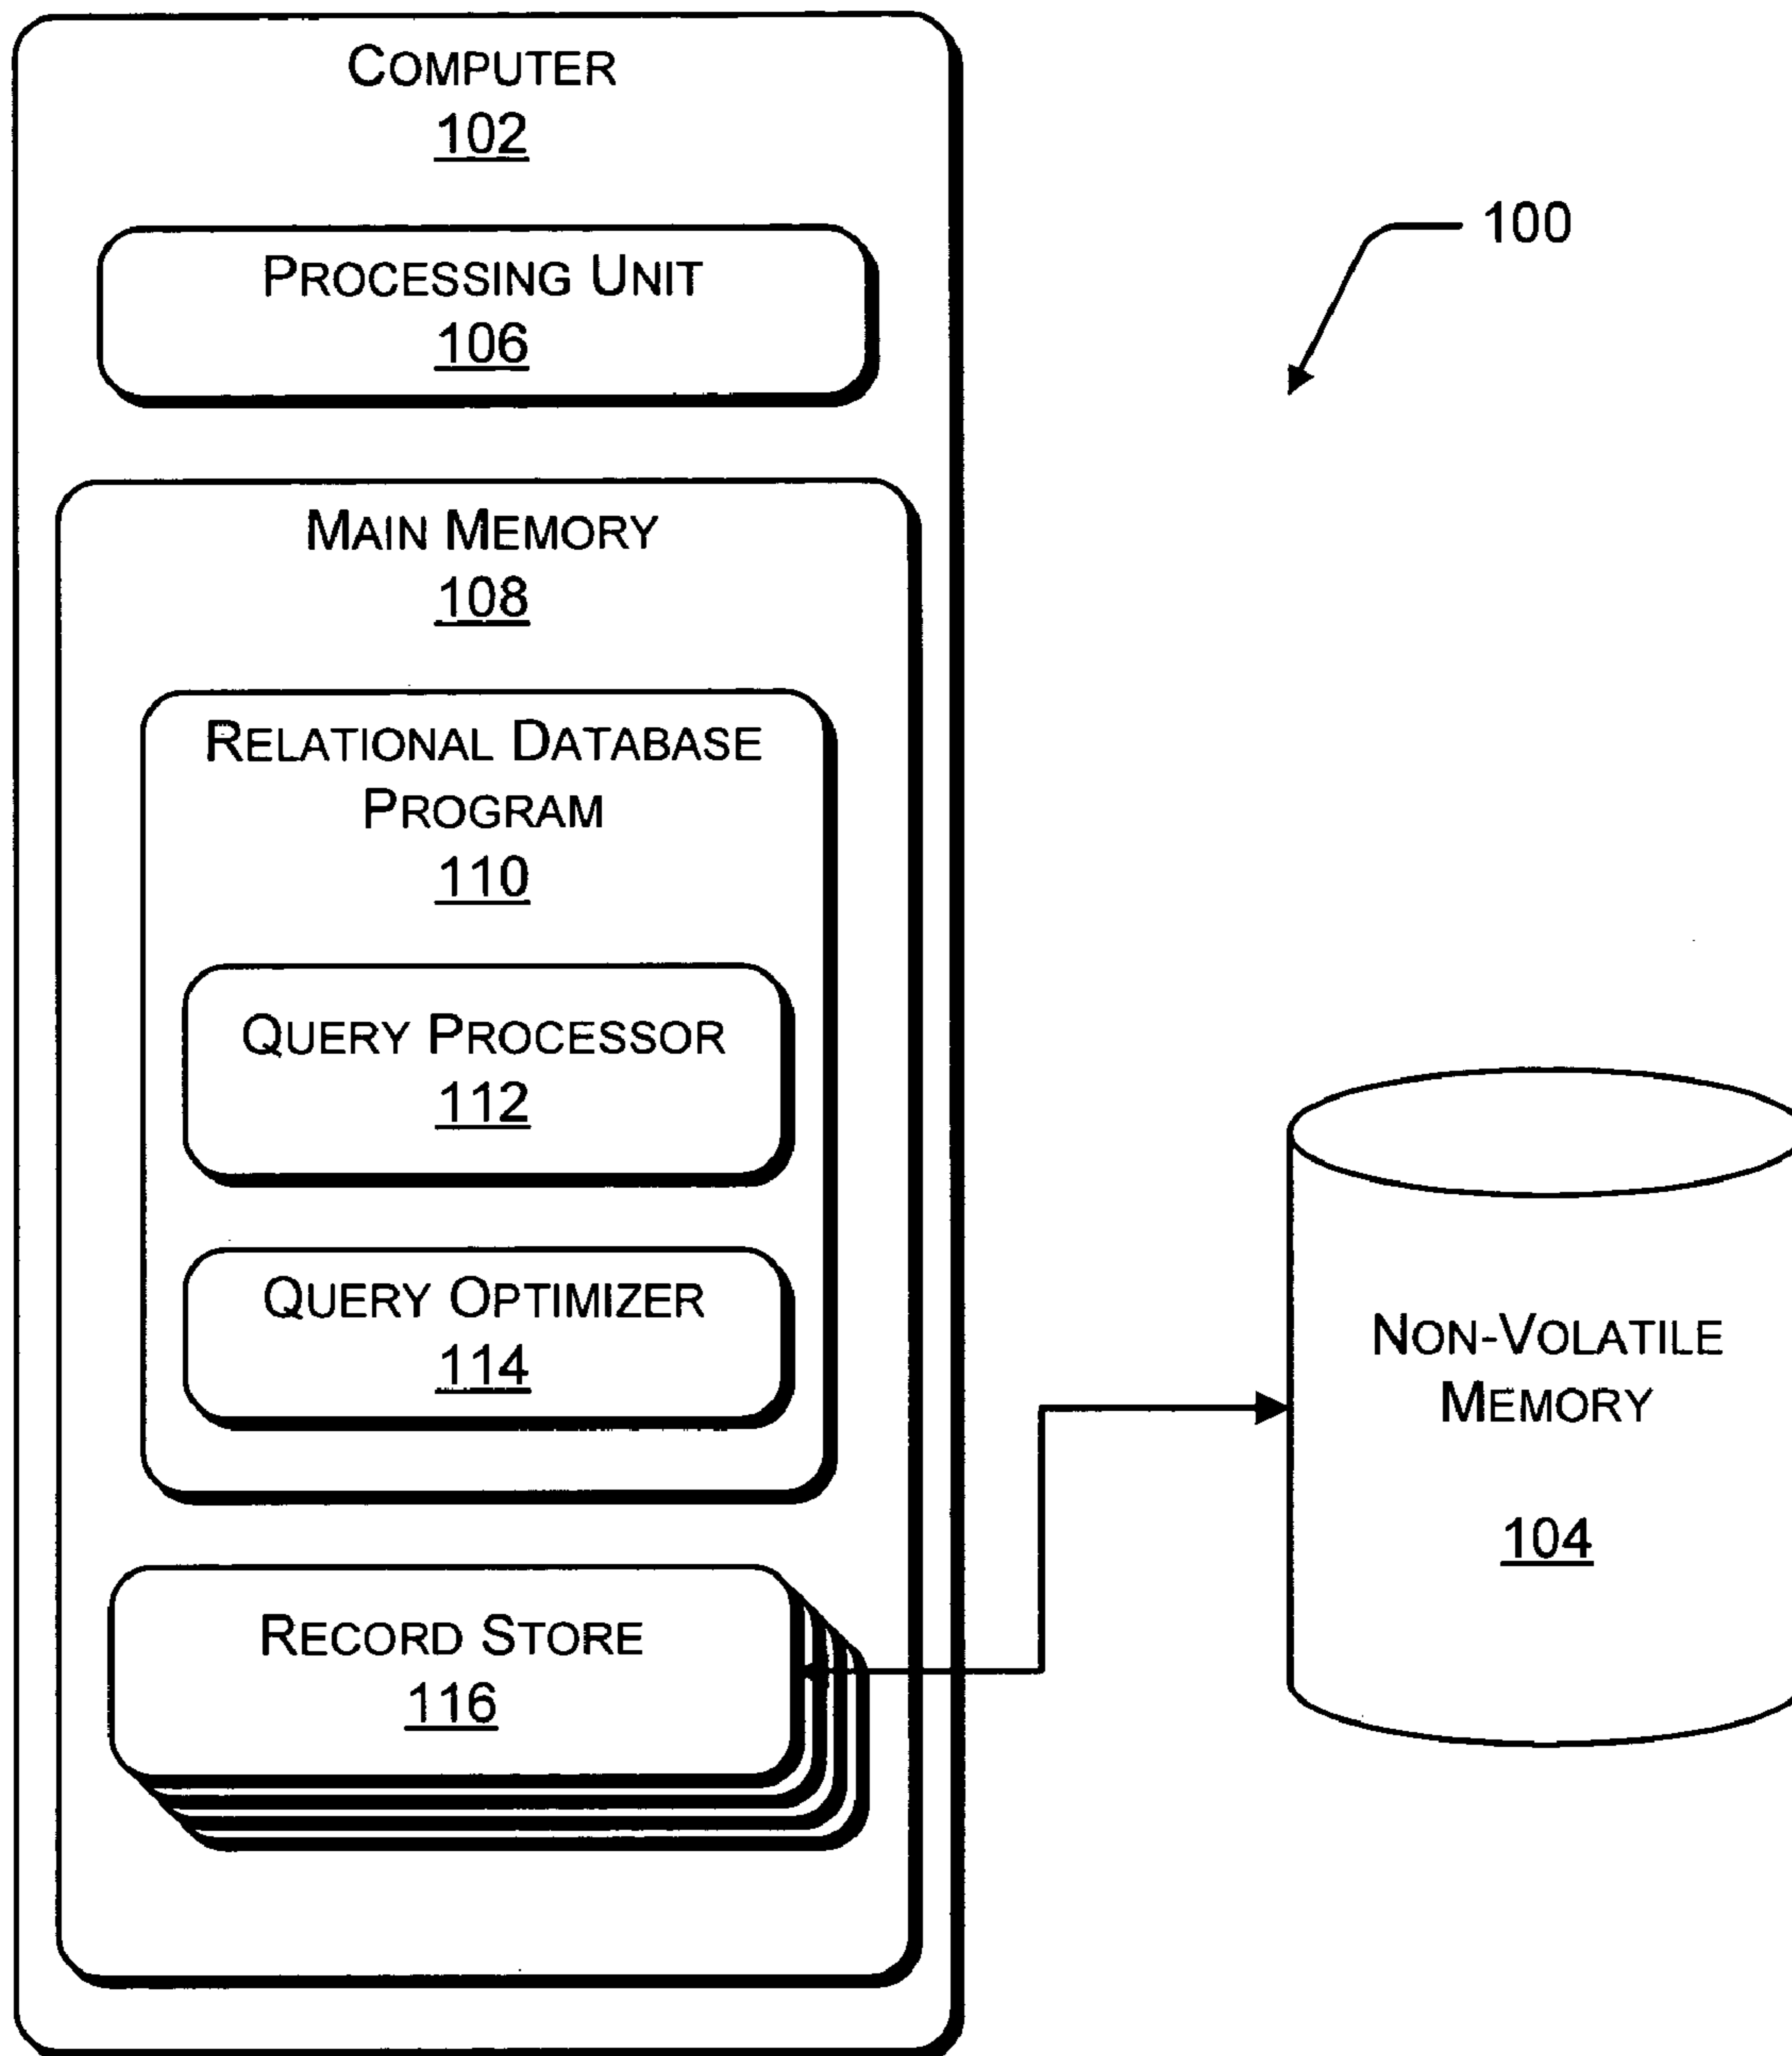 COMPUTER
102
PROCESSING UNIT
106
100
MAIN MEMORY
108
RELATIONAL DATABASE
PROGRAM
110
QUERY PROCESSOR
112
QUERY OPTIMIZER
114
RECORD STORE
116
NON-VOLATILE
MEMORY
104